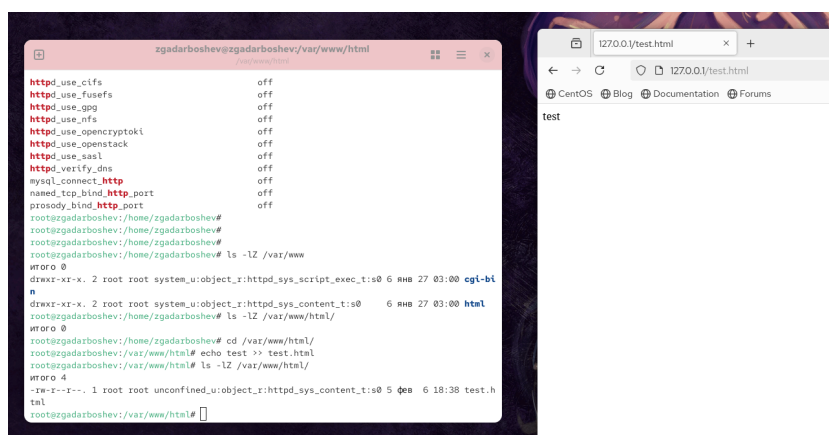 zgadarboshev@zgadarboshev:/var/www/html
/var/www/html
httpd_use_cifs off
httpd_use_fusefs off
httpd_use_gpg off
httpd_use_nfs off
httpd_use_opencryptoki off
httpd_use_openstack off
httpd_use_sasl off
httpd_verify_dns off
mysql_connect_http off
named_tcp_bind_http_port off
prosody_bind_http_port off
root@zgadarboshev:/home/zgadarboshev#
root@zgadarboshev:/home/zgadarboshev#
root@zgadarboshev:/home/zgadarboshev#
root@zgadarboshev:/home/zgadarboshev# ls -lZ /var/www
итого 0
drwxr-xr-x. 2 root root system_u:object_r:httpd_sys_script_exec_t:s0 6 янв 27 03:00 cgi-bi
n
drwxr-xr-x. 2 root root system_u:object_r:httpd_sys_content_t:s0 6 янв 27 03:00 html
root@zgadarboshev:/home/zgadarboshev# ls -lZ /var/www/html/
итого 0
root@zgadarboshev:/home/zgadarboshev# cd /var/www/html/
root@zgadarboshev:/var/www/html# echo test >> test.html
root@zgadarboshev:/var/www/html# ls -lZ /var/www/html/
итого 4
-rw-r--r--. 1 root root unconfined_u:object_r:httpd_sys_content_t:s0 5 фев 6 18:38 test.h
tml
root@zgadarboshev:/var/www/html#
127.0.0.1/test.html
127.0.0.1/test.html
CentOS Blog Documentation Forums
test